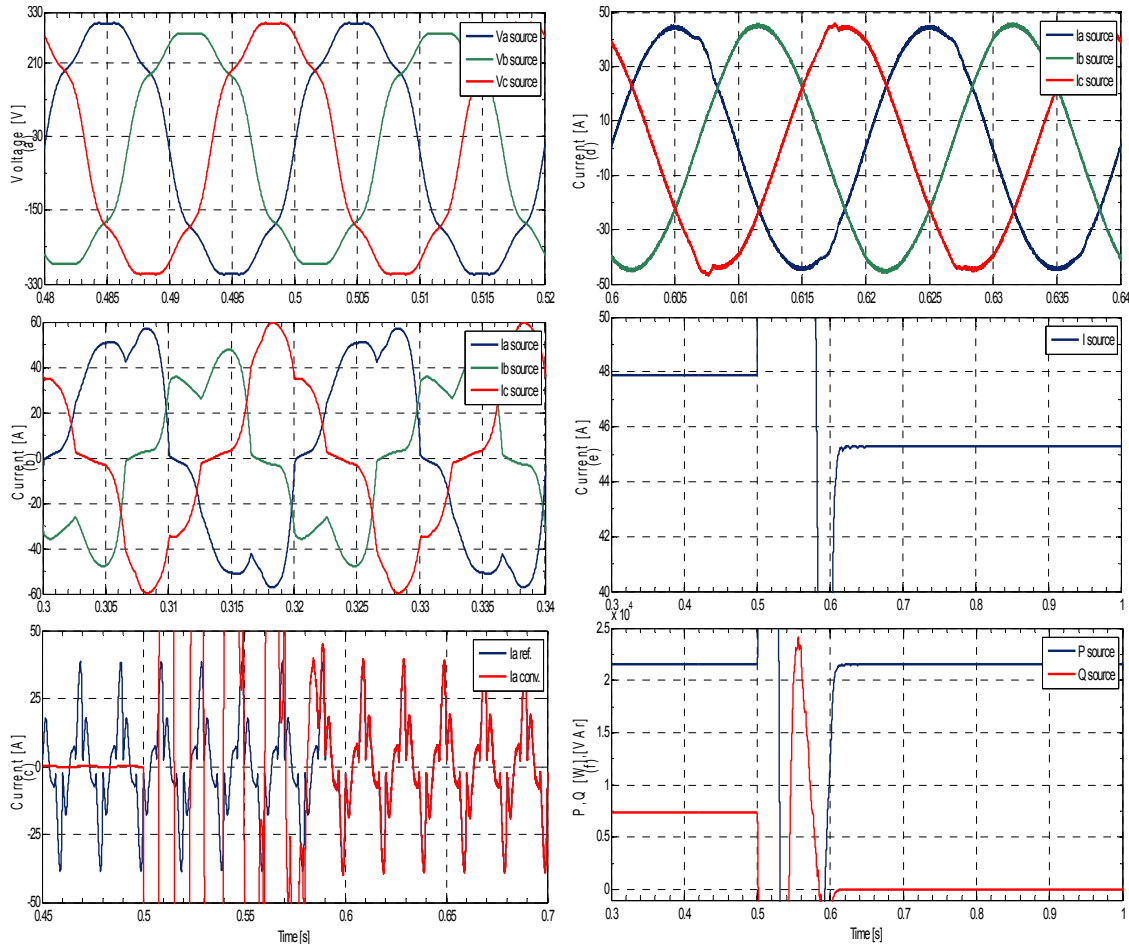 330
210
30
-150
-330
Voltage [V]
(a)
Va source
Vb source
Vc source
0.48 0.485 0.49 0.495 0.5 0.505 0.51 0.515 0.52
50
30
10
-10
-30
-50
Current [A]
(d)
Ia source
Ib source
Ic source
0.6 0.605 0.61 0.615 0.62 0.625 0.63 0.635 0.64
60
40
20
0
-20
-40
-60
Current [A]
(b)
Ia source
Ib source
Ic source
0.3 0.305 0.31 0.315 0.32 0.325 0.33 0.335 0.34
50
48
46
44
42
40
Current [A]
(e)
I source
0.3 0.4 0.5 0.6 0.7 0.8 0.9 1
50
25
0
-25
-50
Current [A]
(c)
Ia ref.
Ia conv.
0.45 0.5 0.55 0.6 0.65 0.7
Time[s]
x 10^4
2.5
2
1.5
1
0.5
0
P,Q [W],[VAr]
(f)
P source
Q source
0.3 0.4 0.5 0.6 0.7 0.8 0.9 1
Time[s]